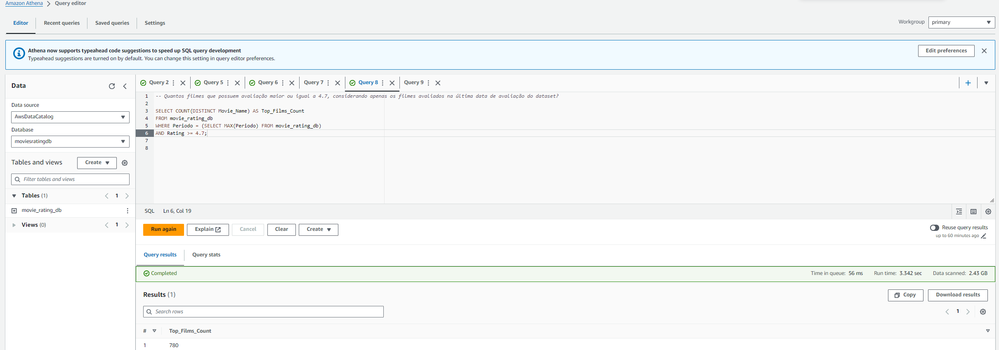 Amazon Athena > Query editor
Editor
Recent queries
Saved queries
Settings
Workgroup
primary
Athena now supports typeahead code suggestions to speed up SQL query development
Typeahead suggestions are turned on by default. You can change this setting in query editor preferences.
Edit preferences
Data
Data source
AwsDataCatalog
Database
moviesratingdb
Tables and views
Create
Filter tables and views
Tables (1)
1
movie_rating_db
Views (0)
1
Query 2
Query 5
Query 6
Query 7
Query 8
Query 9
1 -- Quantos filmes que possuem avaliação maior ou igual a 4.7, considerando apenas os filmes avaliados na última data de avaliação do dataset?
2
3 SELECT COUNT(DISTINCT Movie_Name) AS Top_Films_Count
4 FROM movie_rating_db
5 WHERE Periodo = (SELECT MAX(Periodo) FROM movie_rating_db)
6 AND Rating >= 4.7;
7
8
SQL
Ln 6, Col 19
Run again
Explain
Cancel
Clear
Create
Reuse query results
up to 60 minutes ago
Query results
Query stats
Completed
Time in queue: 56 ms
Run time: 3.342 sec
Data scanned: 2.43 GB
Results (1)
Copy
Download results
Search rows
1
# Top_Films_Count
1 780